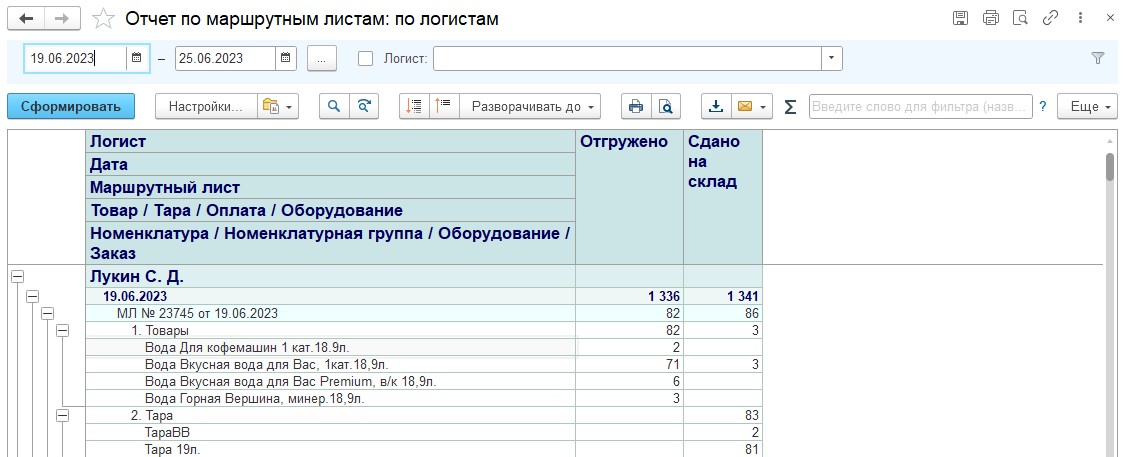 Отчет по маршрутным листам: по логистам
19.06.2023 – 25.06.2023 ... Логист:
Сформировать Настройки... Разворачивать до Σ Введите слово для фильтра (назв... ? Еще
Логист Отгружено Сдано на склад
Дата
Маршрутный лист
Товар / Тара / Оплата / Оборудование
Номенклатура / Номенклатурная группа / Оборудование /
Заказ
Лукин С. Д.
19.06.2023 1 336 1 341
МЛ № 23745 от 19.06.2023 82 86
1. Товары 82 3
Вода Для кофемашин 1 кат.18.9л. 2
Вода Вкусная вода для Вас, 1кат.18,9л. 71 3
Вода Вкусная вода для Вас Premium, в/к 18,9л. 6
Вода Горная Вершина, минер.18,9л. 3
2. Тара 83
ТараВВ 2
Тара 19л. 81